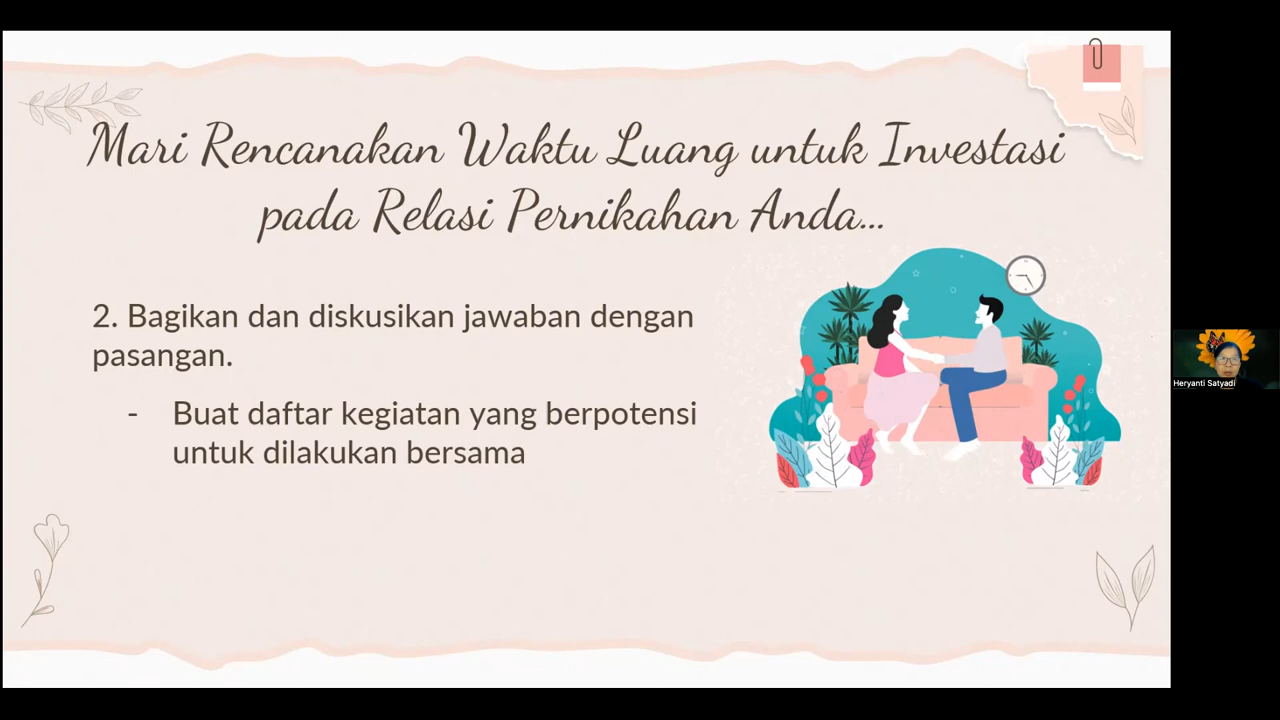 Mari Rencanakan Waktu Luang untuk Investasi
pada Relasi Pernikahan Anda...
2. Bagikan dan diskusikan jawaban dengan
pasangan.
- Buat daftar kegiatan yang berpotensi
untuk dilakukan bersama
Heryanti Satyadi